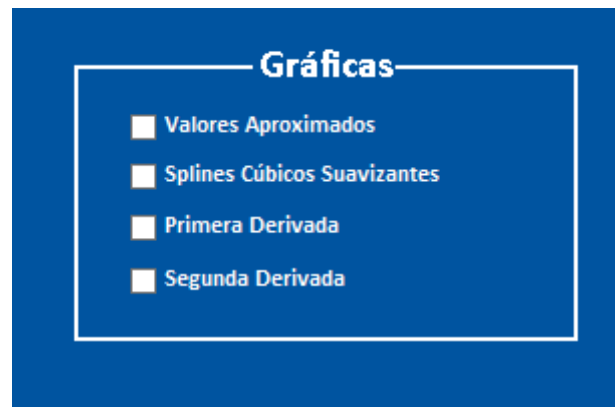 Gráficas
Valores Aproximados
Splines Cúbicos Suavizantes
Primera Derivada
Segunda Derivada